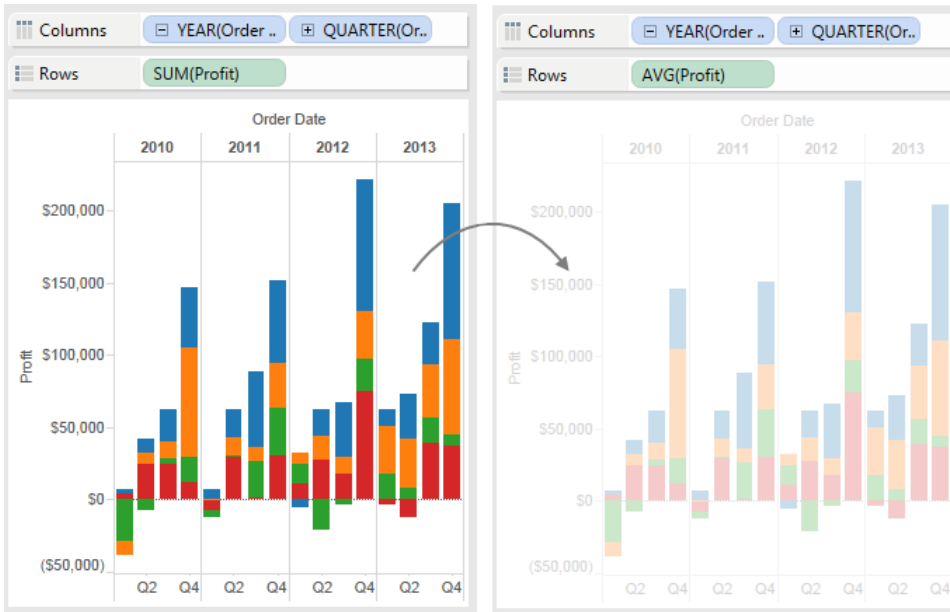 Columns
YEAR(Order ..
QUARTER(Or..
Rows
SUM(Profit)
Order Date
2010
2011
2012
2013
$200,000
$150,000
$100,000
$50,000
$0
($50,000)
Profit
Q2
Q4
Q2
Q4
Q2
Q4
Q2
Q4
Columns
YEAR(Order ..
QUARTER(Or..
Rows
AVG(Profit)
Order Date
2010
2011
2012
2013
$200,000
$150,000
$100,000
$50,000
$0
($50,000)
Profit
Q2
Q4
Q2
Q4
Q2
Q4
Q2
Q4